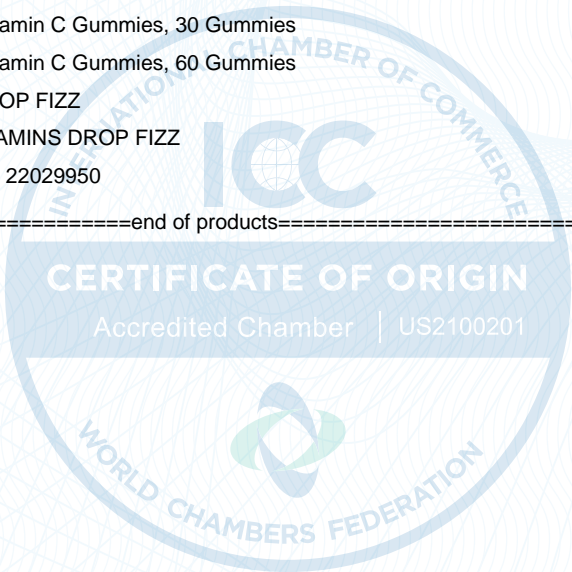 amin C Gummies, 30 Gummies
amin C Gummies, 60 Gummies
OP FIZZ
AMINS DROP FIZZ
22029950
===========end of products========================
INTERNATIONAL CHAMBER OF COMMERCE
ICC
CERTIFICATE OF ORIGIN
Accredited Chamber | US2100201
WORLD CHAMBERS FEDERATION